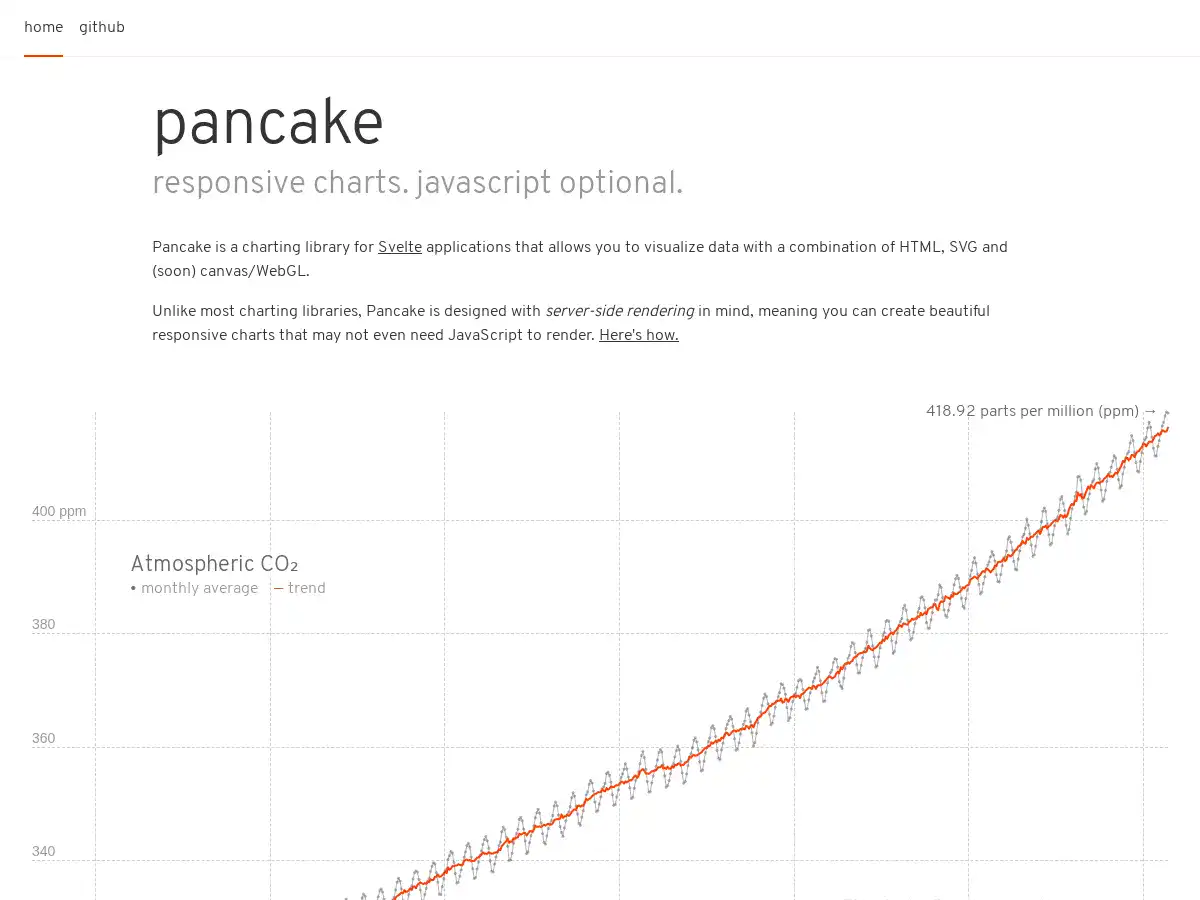 home github
pancake
responsive charts. javascript optional.
Pancake is a charting library for Svelte applications that allows you to visualize data with a combination of HTML, SVG and
(soon) canvas/WebGL.
Unlike most charting libraries, Pancake is designed with server-side rendering in mind, meaning you can create beautiful
responsive charts that may not even need JavaScript to render. Here's how.
418.92 parts per million (ppm) →
400 ppm
Atmospheric CO₂
• monthly average — trend
380
360
340